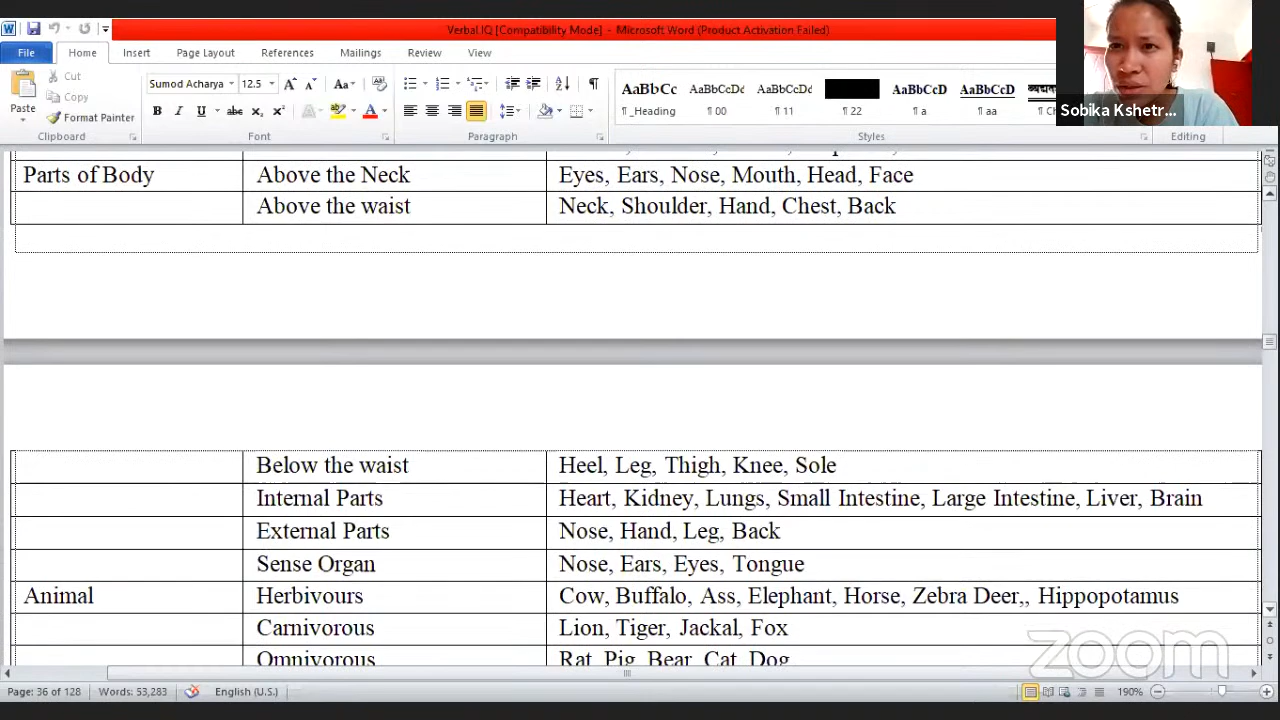 Verbal IQ [Compatibility Mode] - Microsoft Word (Product Activation Failed)
File Home Insert Page Layout References Mailings Review View
Cut
Copy
Format Painter
Paste
Clipboard
Sumod Acharya 12.5
Font
Paragraph
AaBbCc AaBbCcDc AaBbCcDc AaBbCcD AaBbCcD
¶ _Heading ¶ 00 ¶ 11 ¶ 22 ¶ a ¶ aa
Styles
Editing
Sobika Kshetr...
Parts of Body Above the Neck Eyes, Ears, Nose, Mouth, Head, Face
Above the waist Neck, Shoulder, Hand, Chest, Back
Below the waist Heel, Leg, Thigh, Knee, Sole
Internal Parts Heart, Kidney, Lungs, Small Intestine, Large Intestine, Liver, Brain
External Parts Nose, Hand, Leg, Back
Sense Organ Nose, Ears, Eyes, Tongue
Animal Herbivours Cow, Buffalo, Ass, Elephant, Horse, Zebra Deer,, Hippopotamus
Carnivorous Lion, Tiger, Jackal, Fox
Omnivorous Rat, Pig, Bear, Cat, Dog
zoom
Page: 36 of 128 Words: 53,283 English (U.S.) 190%